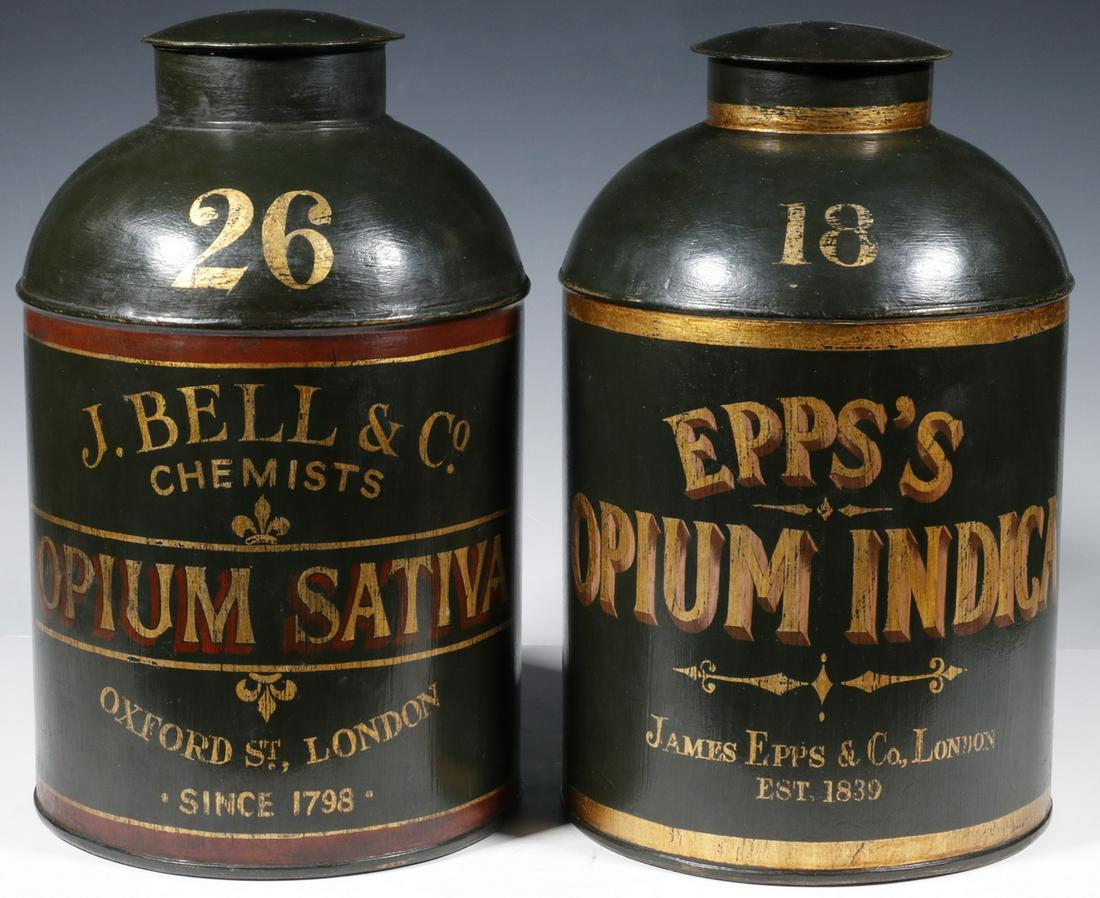 26
J. BELL & Co.
CHEMISTS
OPIUM SATIVA
OXFORD ST., LONDON
· SINCE 1798 ·
18
EPPS'S
OPIUM INDICA
JAMES EPPS & Co., LONDON
EST. 1839